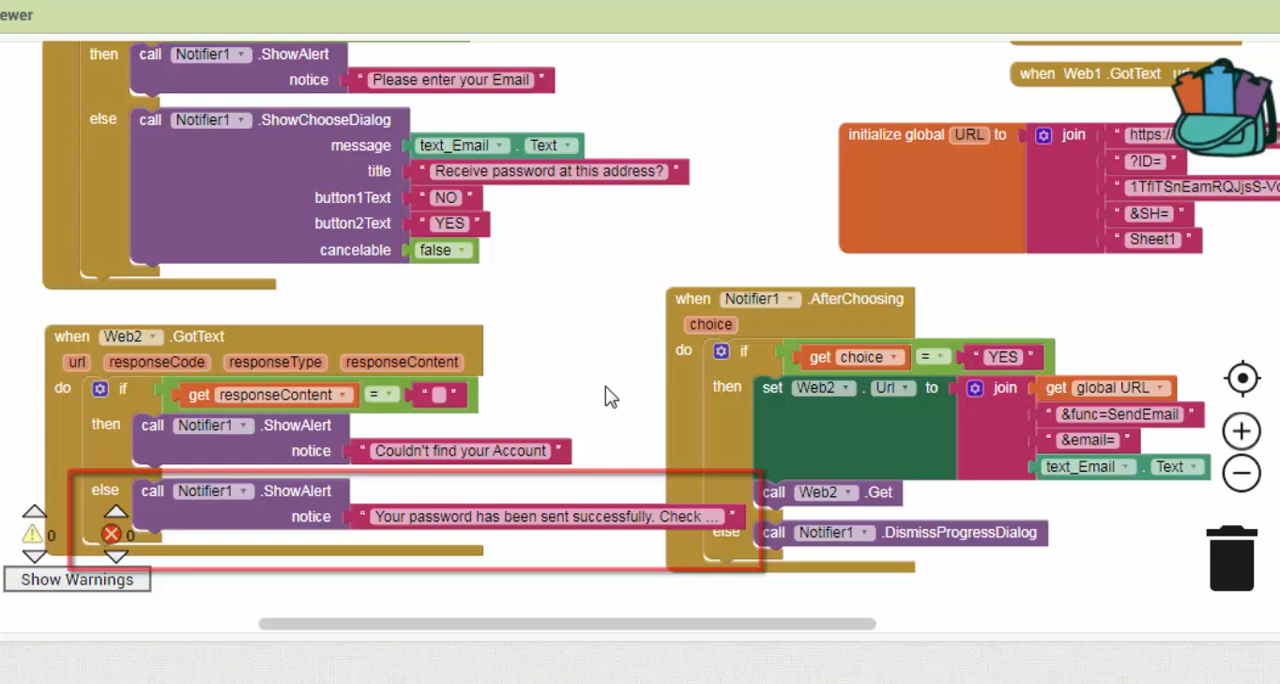 ewer
then call Notifier1 .ShowAlert
notice " Please enter your Email "
else call Notifier1 .ShowChooseDialog
message text_Email . Text
title " Receive password at this address? "
button1Text " NO "
button2Text " YES "
cancelable false
when Web2 .GotText
url responseCode responseType responseContent
do if get responseContent = " "
then call Notifier1 .ShowAlert
notice " Couldn't find your Account "
else call Notifier1 .ShowAlert
notice " Your password has been sent successfully. Check ... "
0 0
Show Warnings
when Web1 .GotText
initialize global URL to join " https:/
" ?ID= "
" 1TfITSnEamRQJjsS-V
" &SH= "
" Sheet1 "
when Notifier1 .AfterChoosing
choice
do if get choice = " YES "
then set Web2 . Url to join get global URL
" &func=SendEmail "
" &email= "
text_Email . Text
call Web2 .Get
else call Notifier1 .DismissProgressDialog